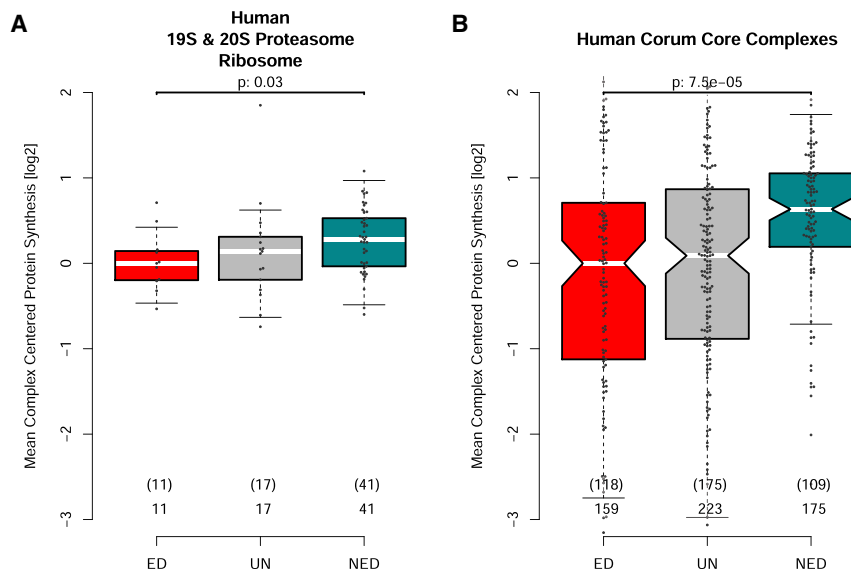 A
Human
19S & 20S Proteasome
Ribosome
p: 0.03
Mean Complex Centered Protein Synthesis [log2]
2
1
0
−1
−2
−3
(11)
(17)
(41)
11
17
41
ED
UN
NED
B
Human Corum Core Complexes
p: 7.5e−05
Mean Complex Centered Protein Synthesis [log2]
2
1
0
−1
−2
−3
(118)
(175)
(109)
159
223
175
ED
UN
NED